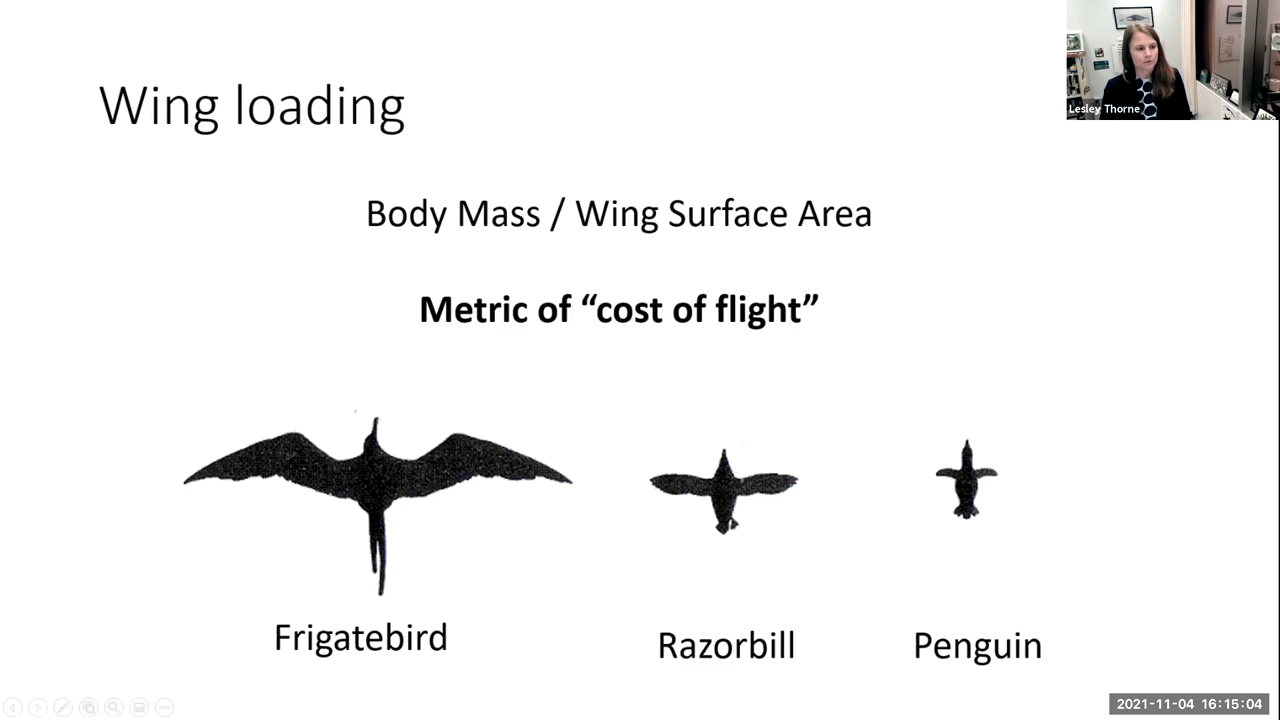 Wing loading
Lesley Thorne
Body Mass / Wing Surface Area
Metric of “cost of flight”
Frigatebird
Razorbill
Penguin
2021-11-04 16:15:04